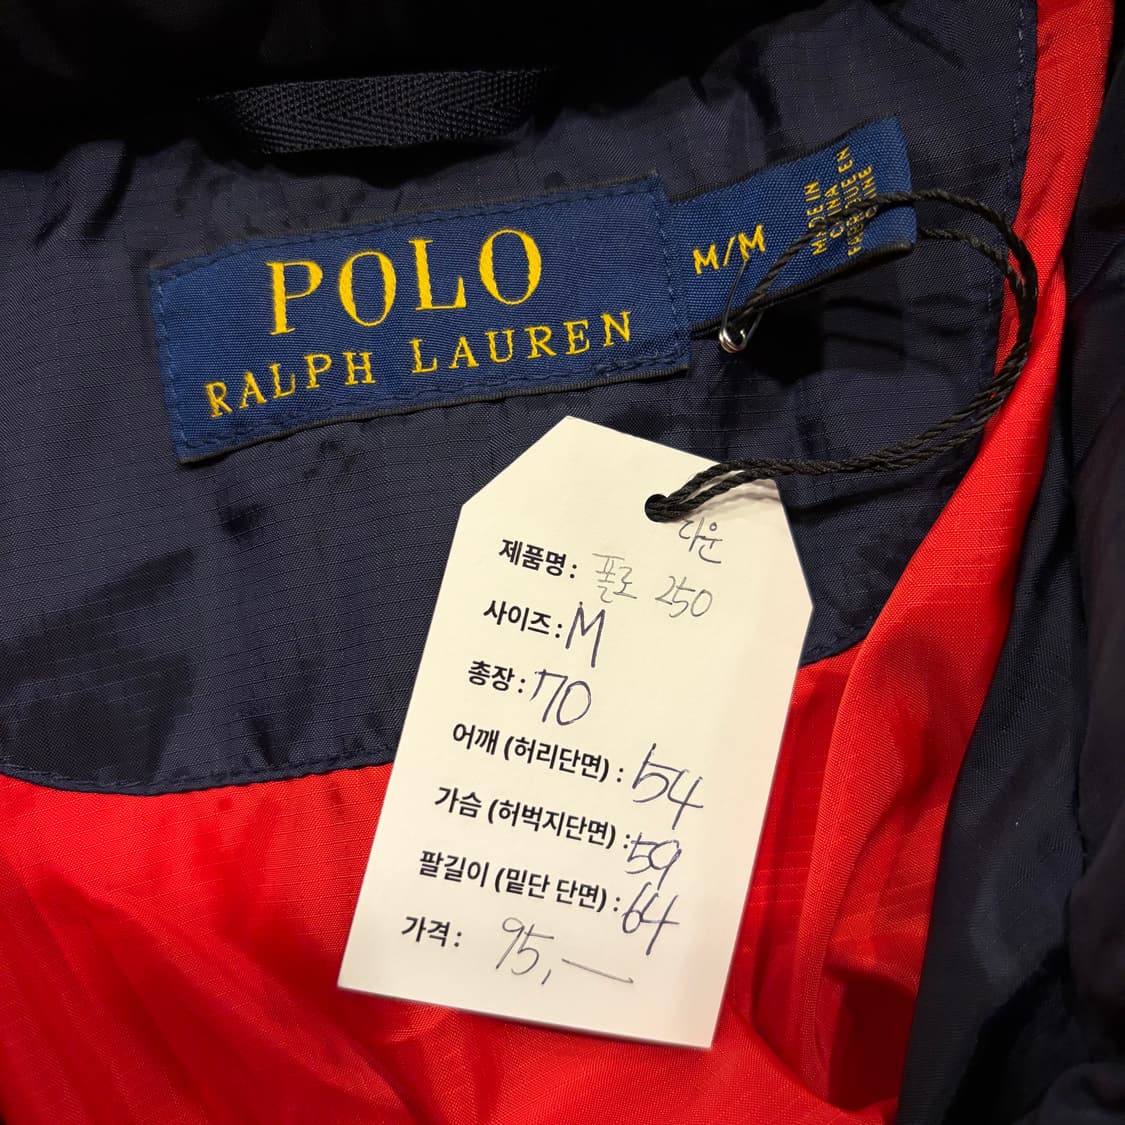 POLO
RALPH LAUREN
M/M
MADE IN
CHINA
FABRIQUE EN
CHINE
다운
제품명: 폴로 250
사이즈: M
총장: 70
어깨 (허리단면) : 54
가슴 (허벅지단면) : 59
팔길이 (밑단 단면) : 64
가격: 95,—